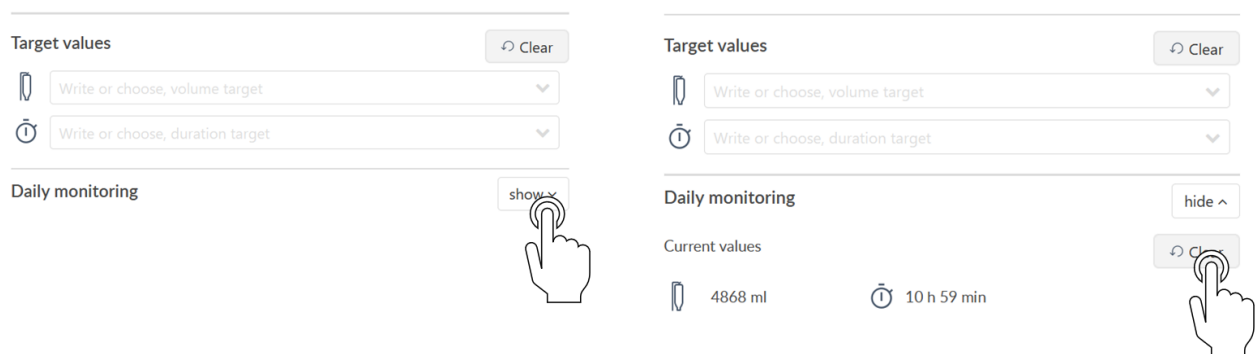 Target values
Clear
Write or choose, volume target
Write or choose, duration target
Daily monitoring
show
Target values
Clear
Write or choose, volume target
Write or choose, duration target
Daily monitoring
hide
Current values
Clear
4868 ml
10 h 59 min